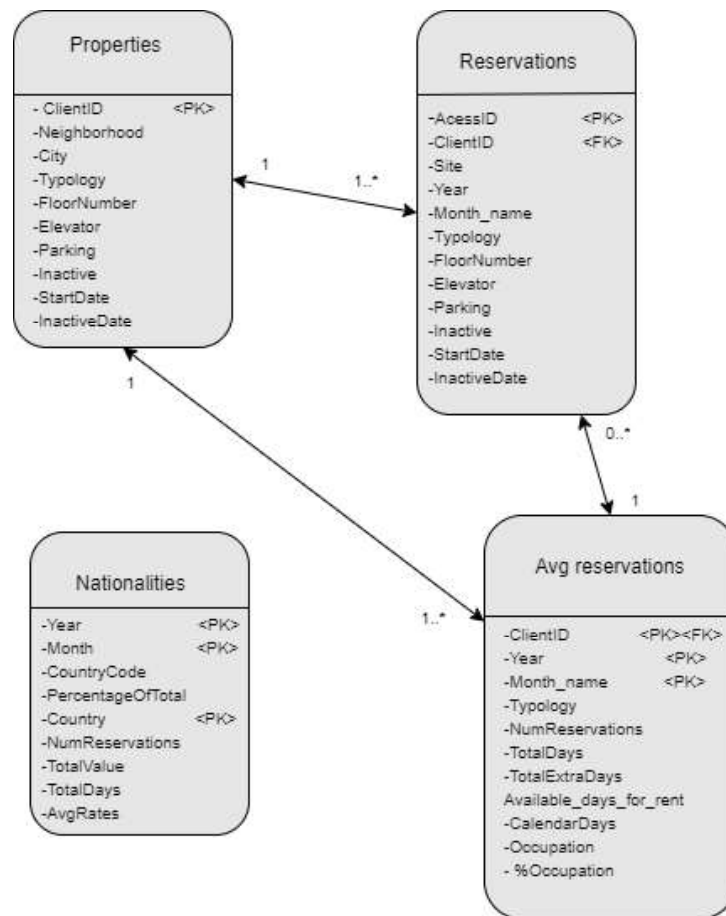 Properties
- ClientID <PK>
-Neighborhood
-City
-Typology
-FloorNumber
-Elevator
-Parking
-Inactive
-StartDate
-InactiveDate
Reservations
-AcessID <PK>
-ClientID <FK>
-Site
-Year
-Month_name
-Typology
-FloorNumber
-Elevator
-Parking
-Inactive
-StartDate
-InactiveDate
1
1..*
1
1..*
0..*
1
Nationalities
-Year <PK>
-Month <PK>
-CountryCode
-PercentageOfTotal
-Country <PK>
-NumReservations
-TotalValue
-TotalDays
-AvgRates
Avg reservations
-ClientID <PK><FK>
-Year <PK>
-Month_name <PK>
-Typology
-NumReservations
-TotalDays
-TotalExtraDays
Available_days_for_rent
-CalendarDays
-Occupation
- %Occupation